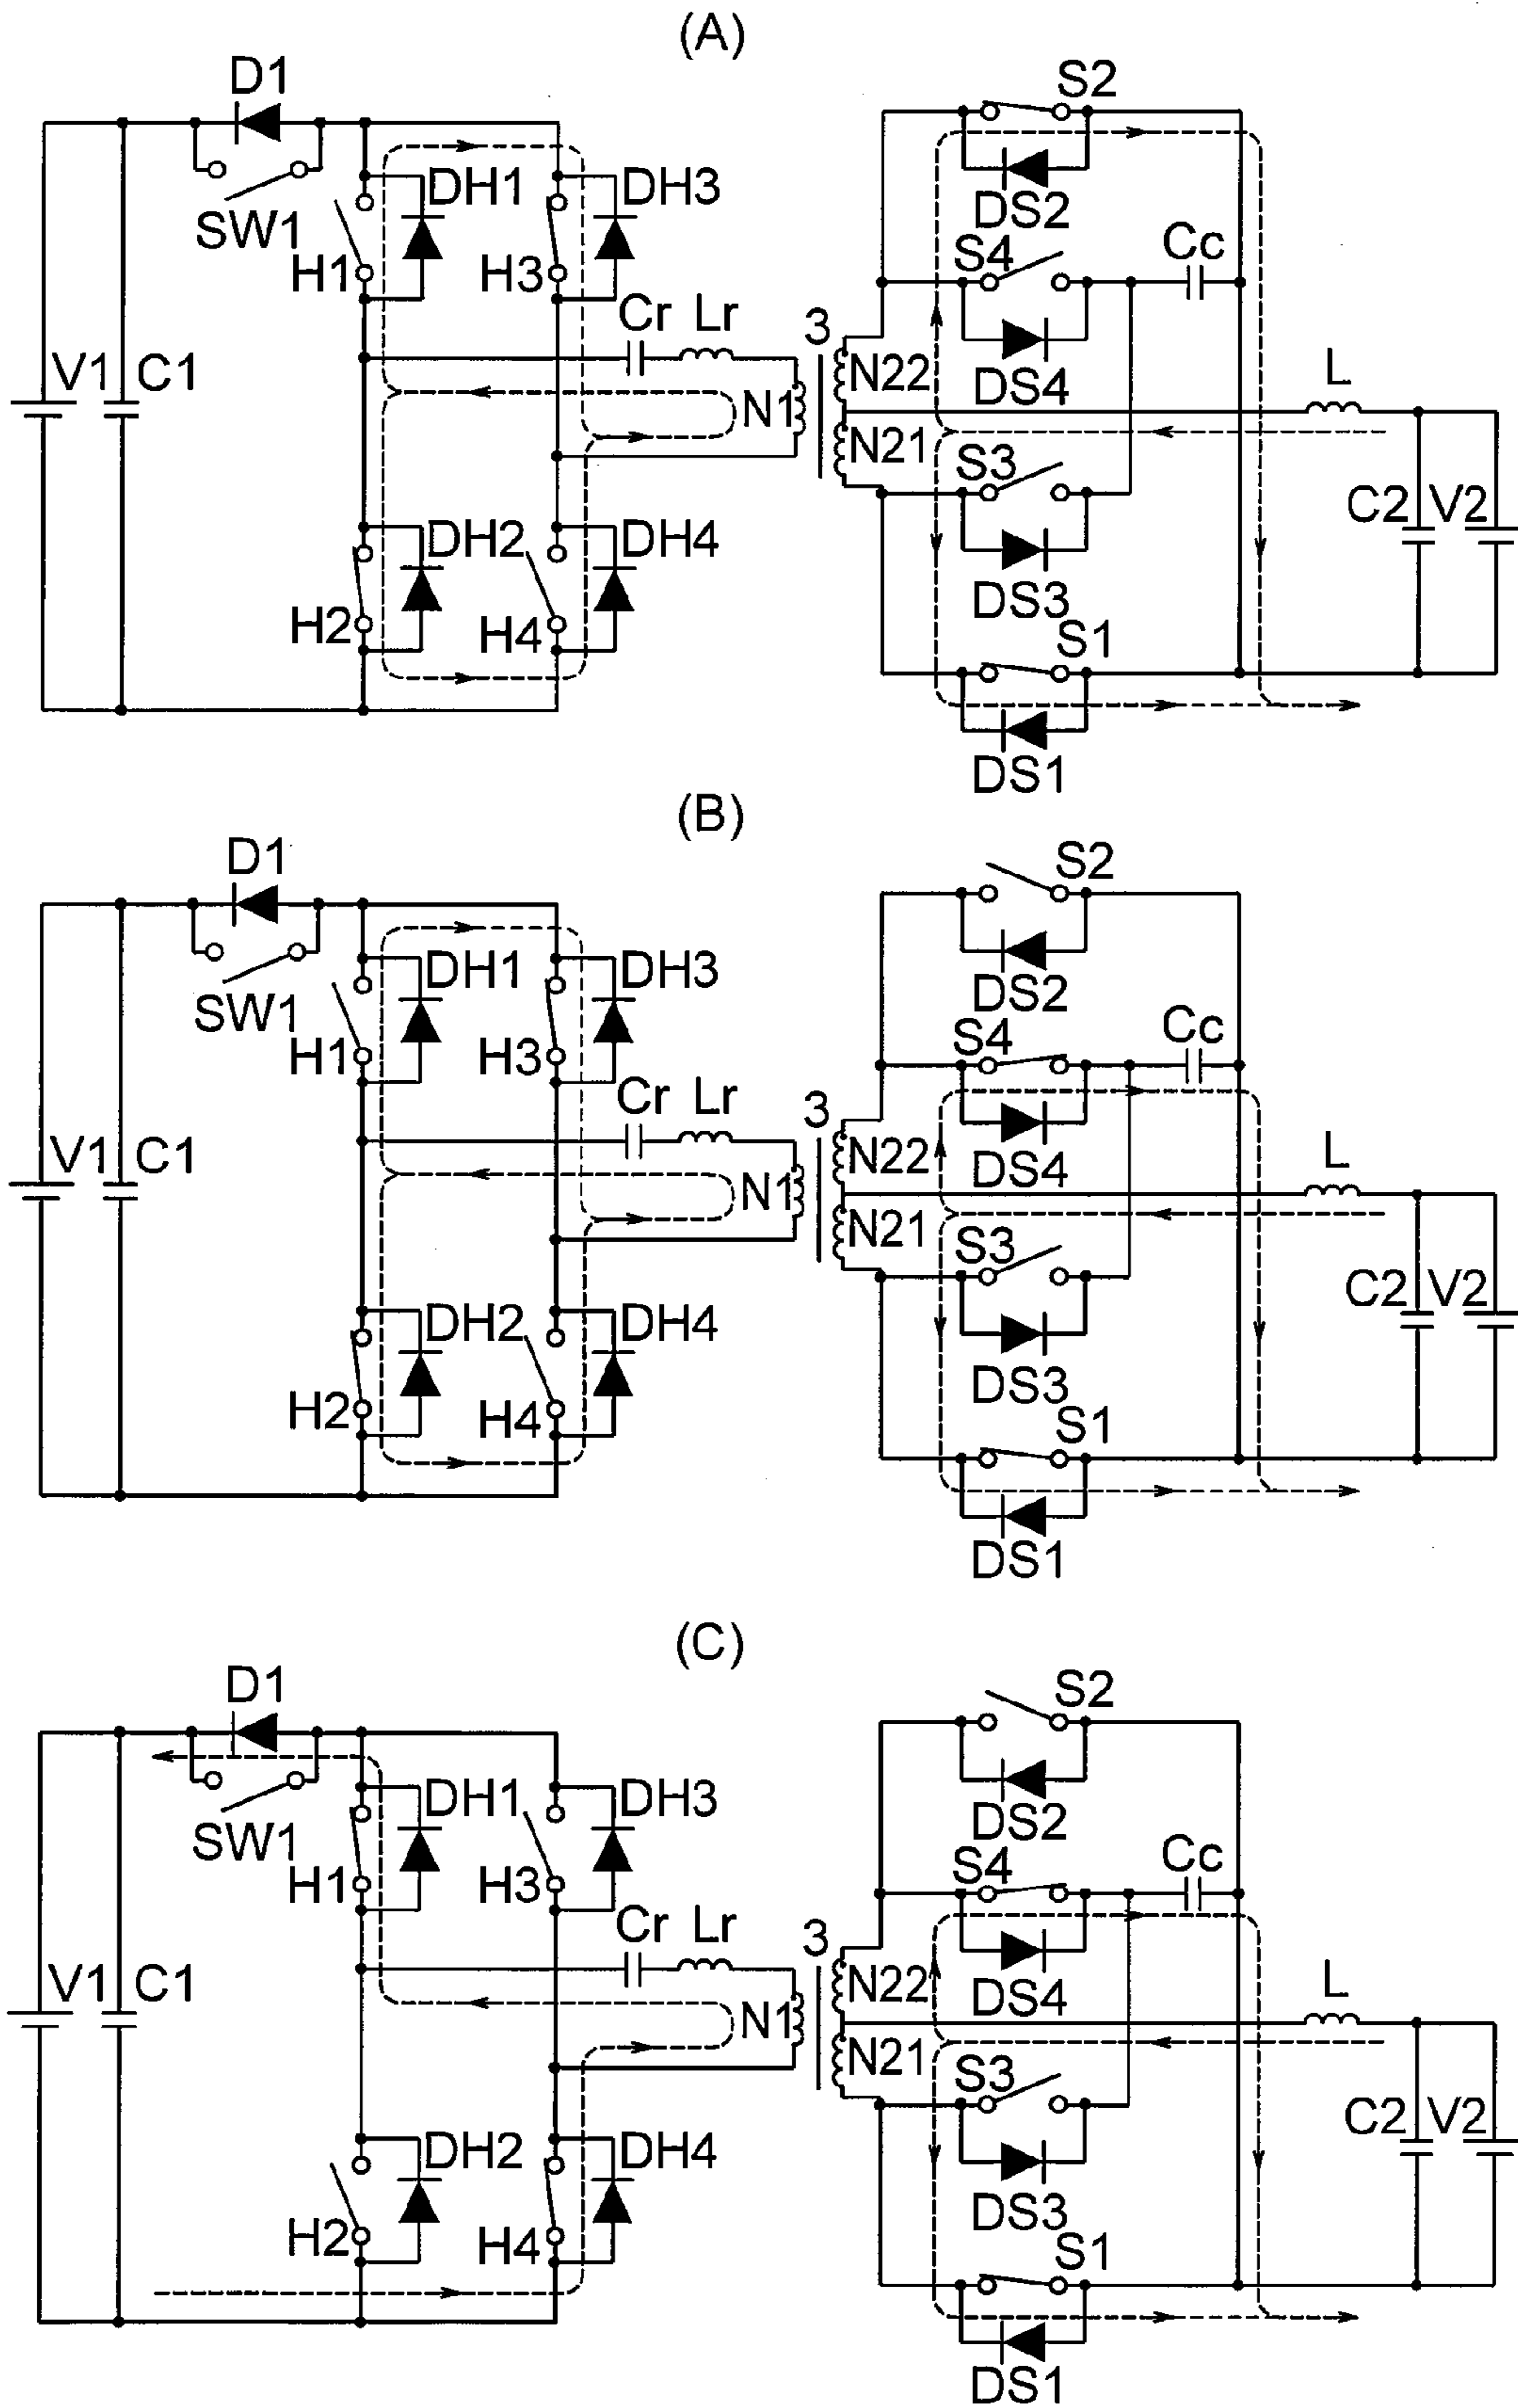 (A)
D1
S2
DH1
DH3
DS2
SW1
H1
H3
S4
Cc
Cr
Lr
3
V1
C1
N1
N22
DS4
L
N21
S3
C2
V2
DH2
DH4
DS3
H2
H4
S1
DS1
(B)
D1
S2
DH1
DH3
DS2
SW1
H1
H3
S4
Cc
Cr
Lr
3
V1
C1
N1
N22
DS4
L
N21
S3
C2
V2
DH2
DH4
DS3
H2
H4
S1
DS1
(C)
D1
S2
DH1
DH3
DS2
SW1
H1
H3
S4
Cc
Cr
Lr
3
V1
C1
N1
N22
DS4
L
N21
S3
C2
V2
DH2
DH4
DS3
H2
H4
S1
DS1